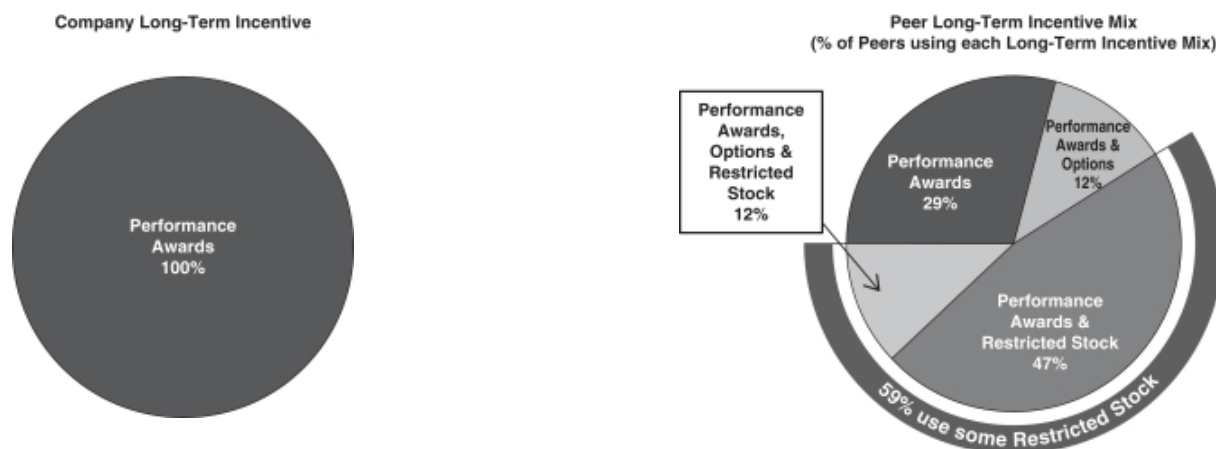 Company Long-Term Incentive
Performance
Awards
100%
Peer Long-Term Incentive Mix
(% of Peers using each Long-Term Incentive Mix)
Performance
Awards,
Options &
Restricted
Stock
12%
Performance
Awards
29%
Performance
Awards &
Options
12%
Performance
Awards &
Restricted Stock
47%
59% use some Restricted Stock